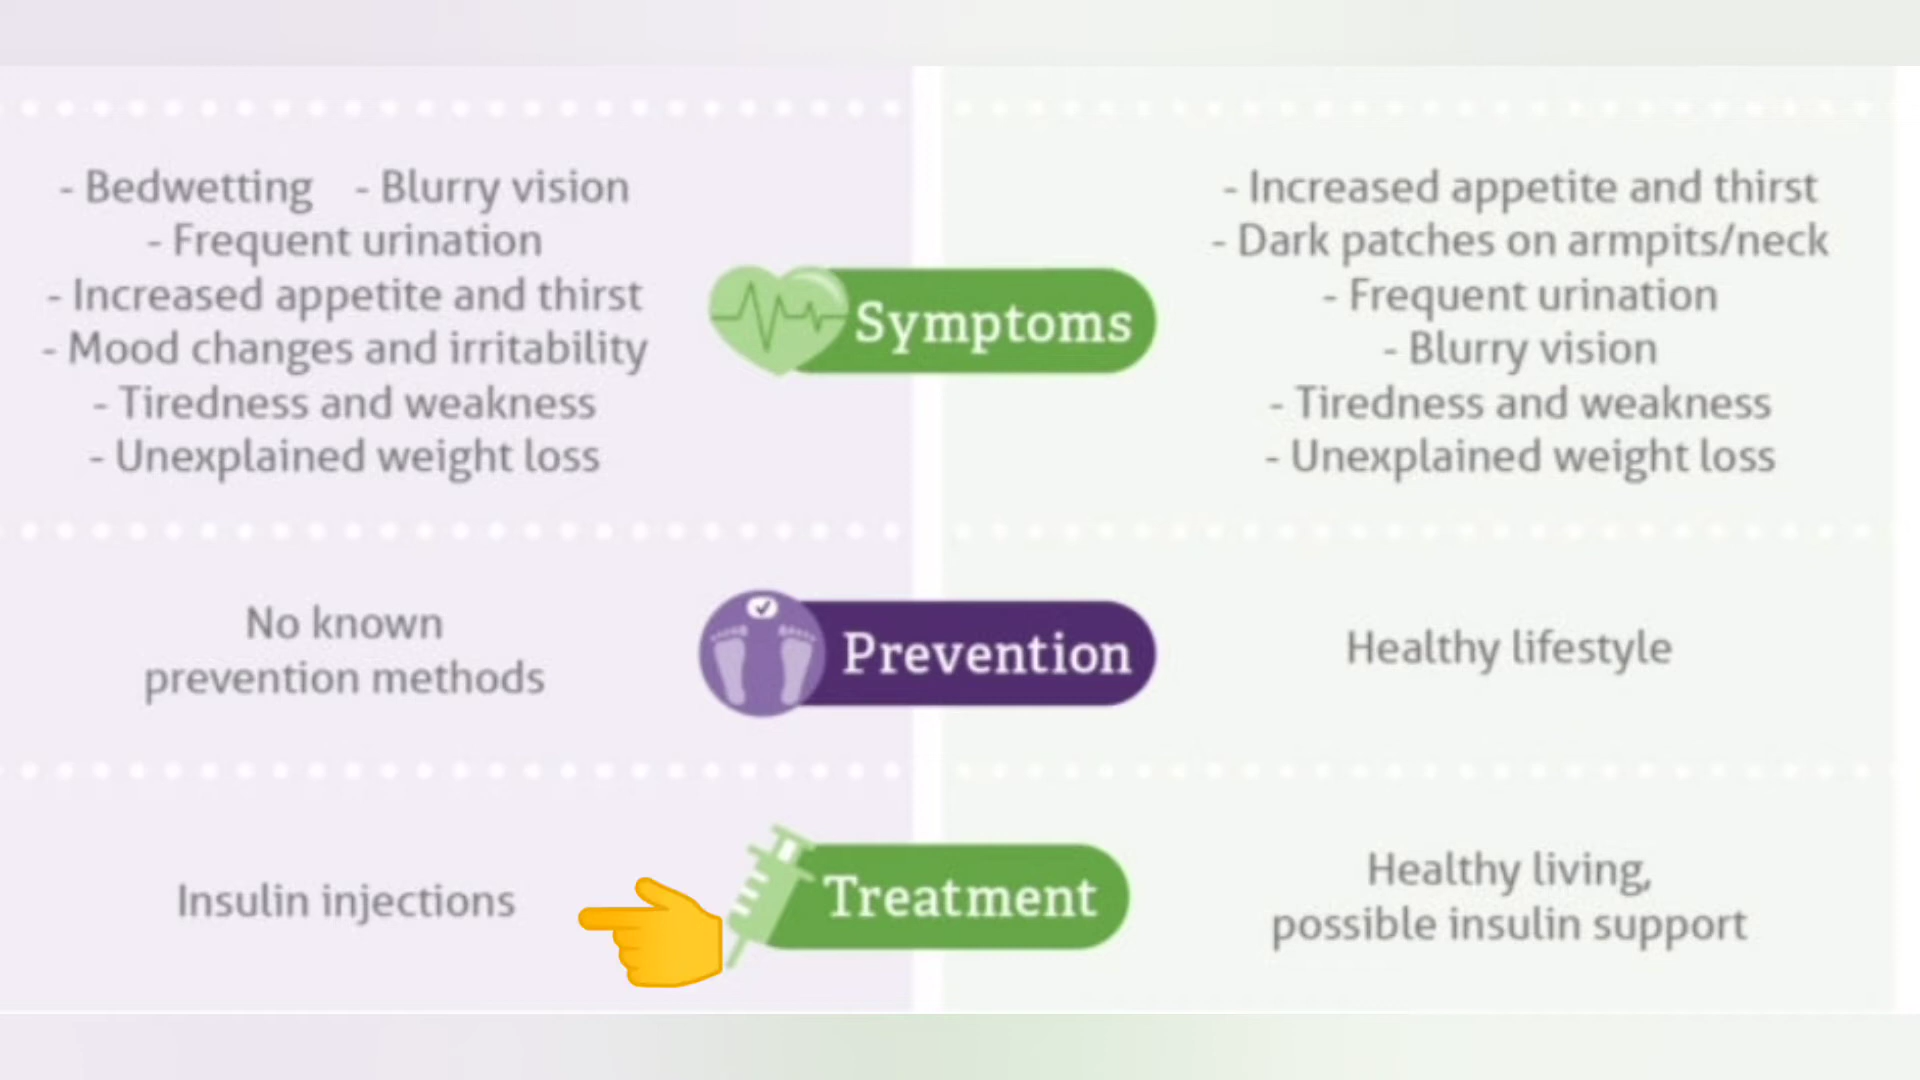 - Bedwetting - Blurry vision
- Frequent urination
- Increased appetite and thirst
- Mood changes and irritability
- Tiredness and weakness
- Unexplained weight loss
Symptoms
- Increased appetite and thirst
- Dark patches on armpits/neck
- Frequent urination
- Blurry vision
- Tiredness and weakness
- Unexplained weight loss
No known
prevention methods
Prevention
Healthy lifestyle
Insulin injections
Treatment
Healthy living,
possible insulin support